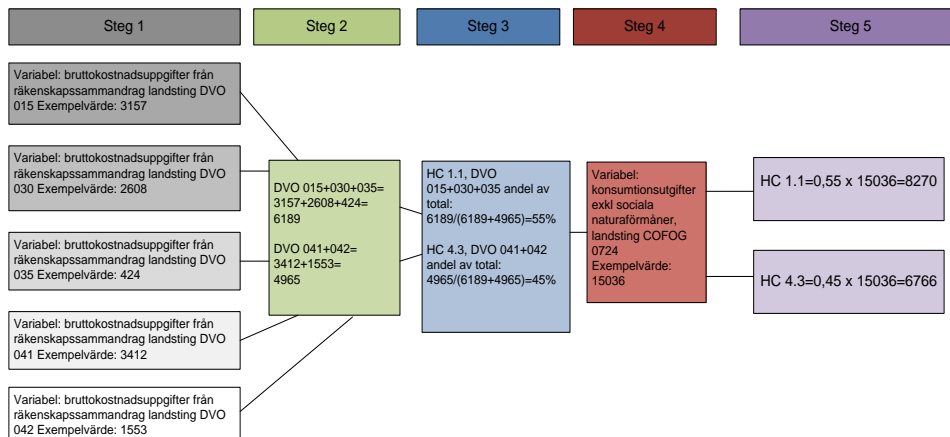 Steg 1
Steg 2
Steg 3
Steg 4
Steg 5
Variabel: bruttokostnadsuppgifter från
räkenskapssammandrag landsting DVO
015 Exempelvärde: 3157
Variabel: bruttokostnadsuppgifter från
räkenskapssammandrag landsting DVO
030 Exempelvärde: 2608
Variabel: bruttokostnadsuppgifter från
räkenskapssammandrag landsting DVO
035 Exempelvärde: 424
Variabel: bruttokostnadsuppgifter från
räkenskapssammandrag landsting DVO
041 Exempelvärde: 3412
Variabel: bruttokostnadsuppgifter från
räkenskapssammandrag landsting DVO
042 Exempelvärde: 1553
DVO 015+030+035=
3157+2608+424=
6189
DVO 041+042=
3412+1553=
4965
HC 1.1, DVO
015+030+035 andel av
total:
6189/(6189+4965)=55%
HC 4.3, DVO 041+042
andel av total:
4965/(6189+4965)=45%
Variabel:
konsumtionsutgifter
exkl sociala
naturaförmåner,
landsting COFOG
0724
Exempelvärde:
15036
HC 1.1=0,55 x 15036=8270
HC 4.3=0,45 x 15036=6766